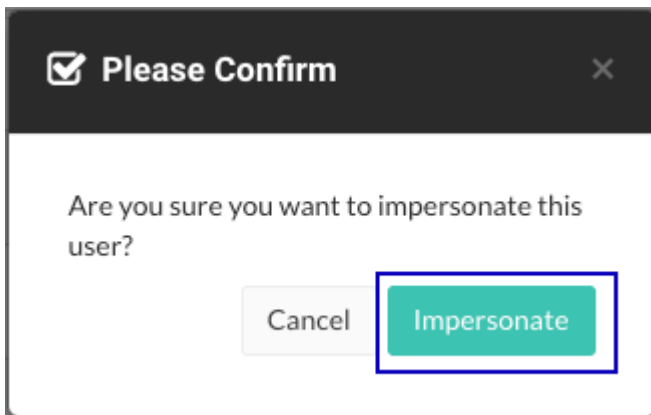 Please Confirm
Are you sure you want to impersonate this
user?
Cancel
Impersonate